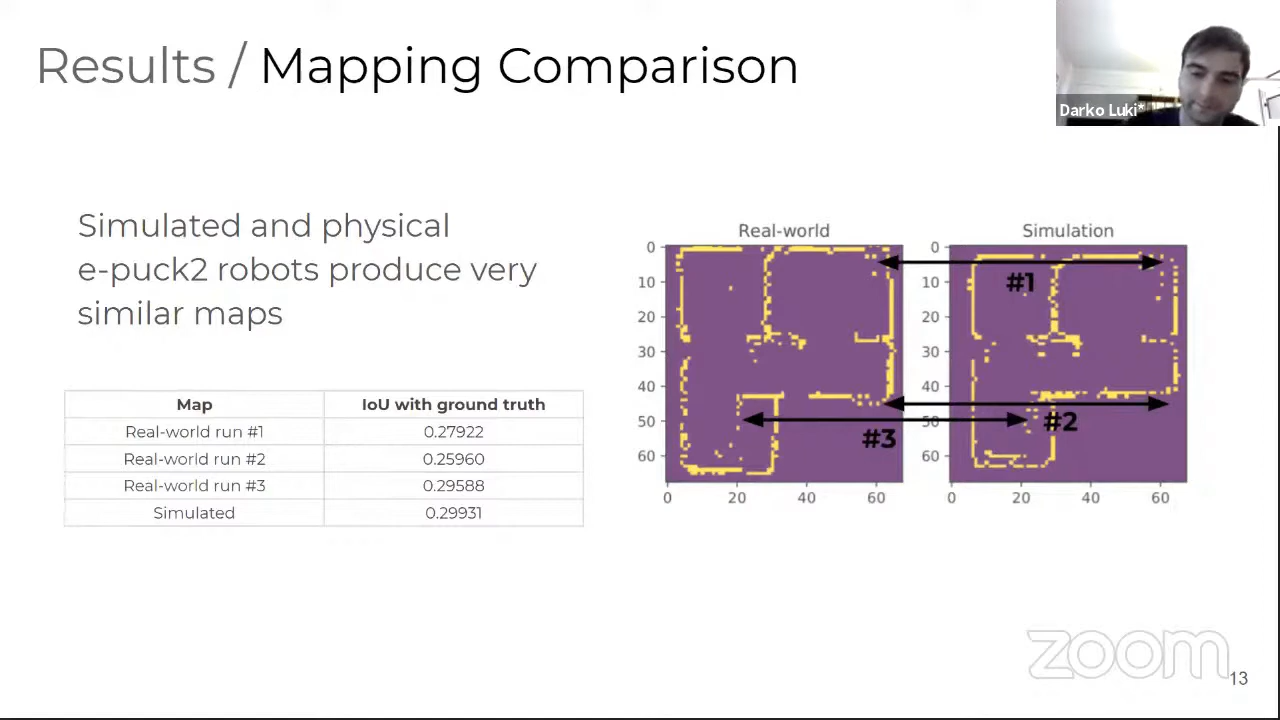 Results / Mapping Comparison
Darko Luki*
Simulated and physical
e-puck2 robots produce very
similar maps
Map IoU with ground truth
Real-world run #1 0.27922
Real-world run #2 0.25960
Real-world run #3 0.29588
Simulated 0.29931
Real-world Simulation
0 0
10 10
20 20
30 30
40 40
50 50
60 60
0 20 40 60 0 20 40 60
#1
#2
#3
zoom
13